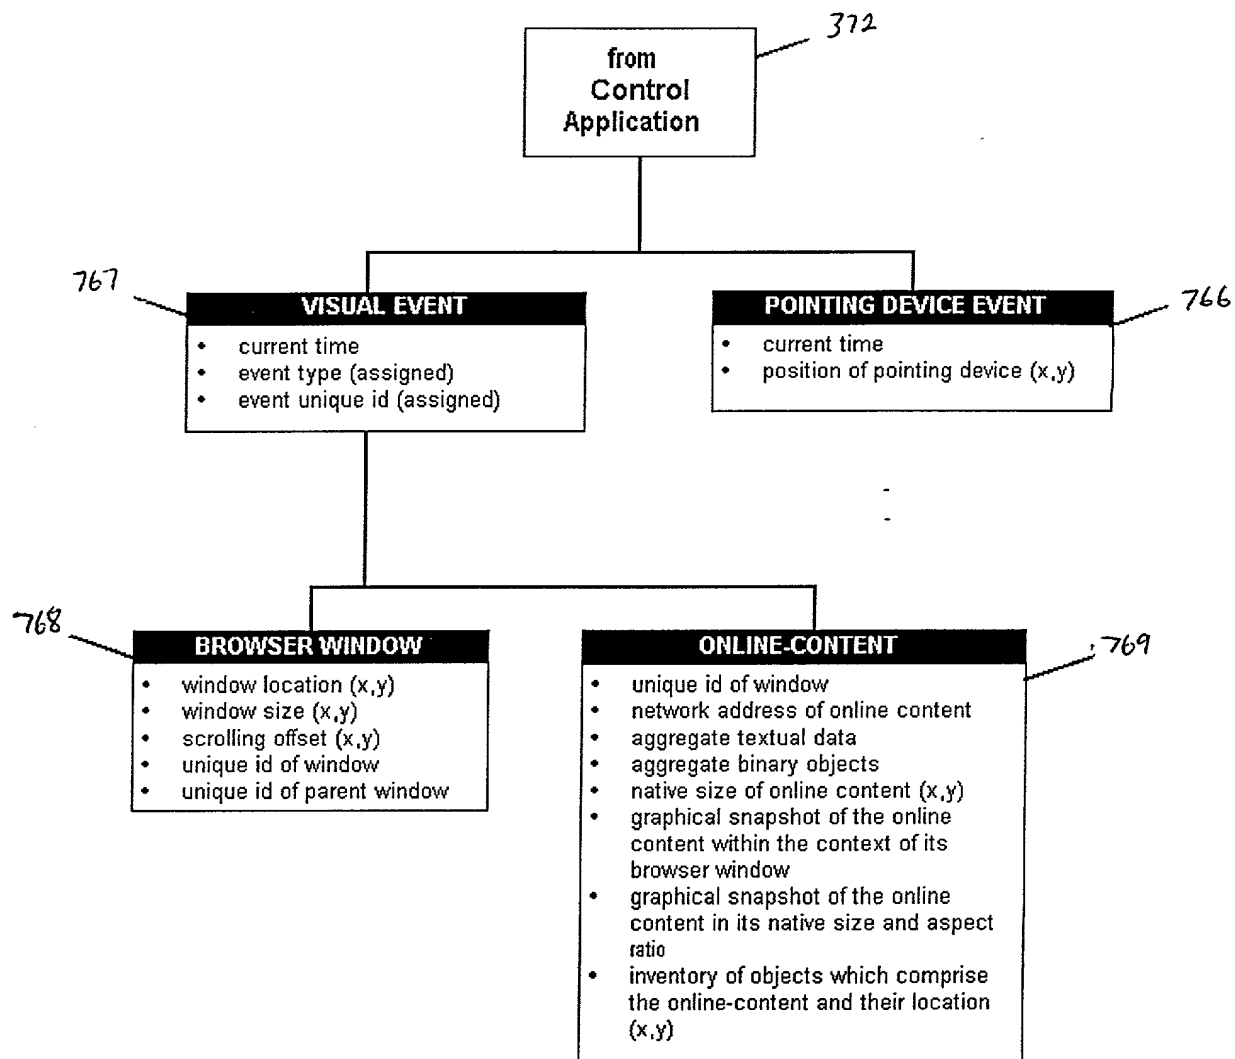 372
from
Control
Application
767
VISUAL EVENT
• current time
• event type (assigned)
• event unique id (assigned)
POINTING DEVICE EVENT
766
• current time
• position of pointing device (x,y)
768
BROWSER WINDOW
• window location (x,y)
• window size (x,y)
• scrolling offset (x,y)
• unique id of window
• unique id of parent window
ONLINE-CONTENT
769
• unique id of window
• network address of online content
• aggregate textual data
• aggregate binary objects
• native size of online content (x,y)
• graphical snapshot of the online
content within the context of its
browser window
• graphical snapshot of the online
content in its native size and aspect
ratio
• inventory of objects which comprise
the online-content and their location
(x,y)